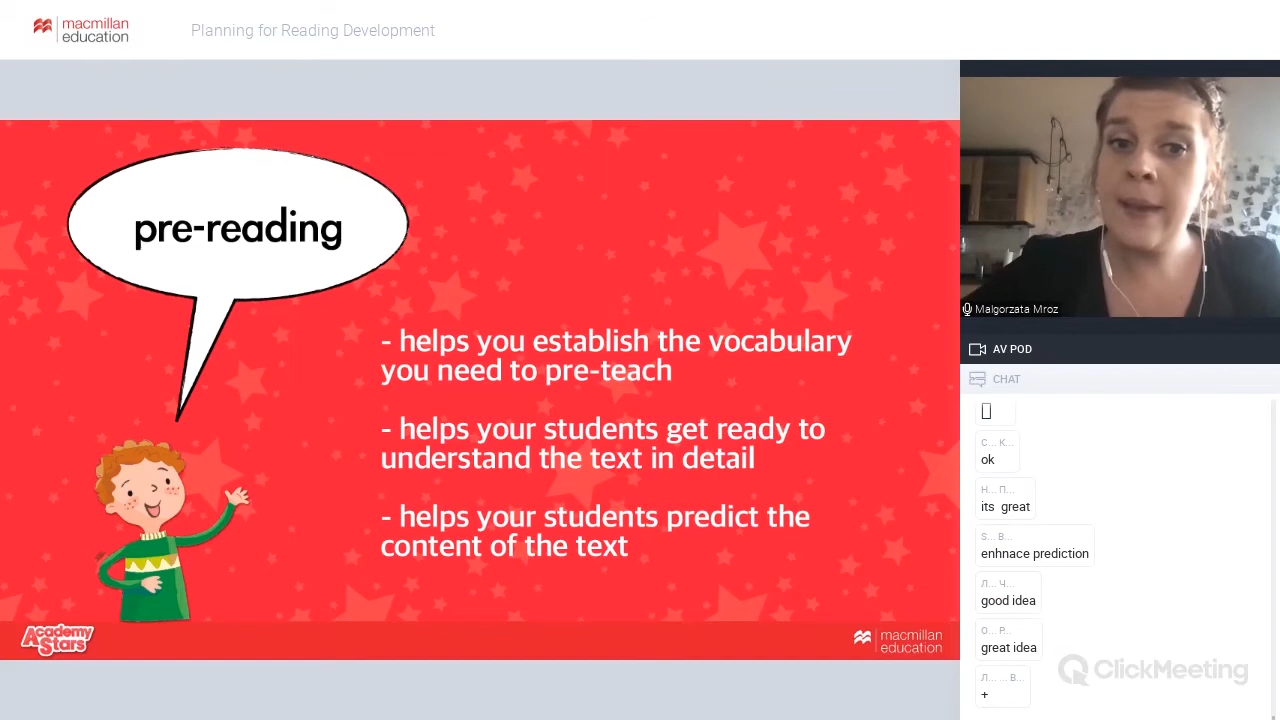 macmillan
education
Planning for Reading Development
pre-reading
- helps you establish the vocabulary
you need to pre-teach
- helps your students get ready to
understand the text in detail
- helps your students predict the
content of the text
Academy
Stars
macmillan
education
Malgorzata Mroz
AV POD
CHAT
С... К...
ok
Н... П...
its great
S... B...
enhnace prediction
Л... Ч...
good idea
О... Р...
great idea
Л... ... В...
+
ClickMeeting